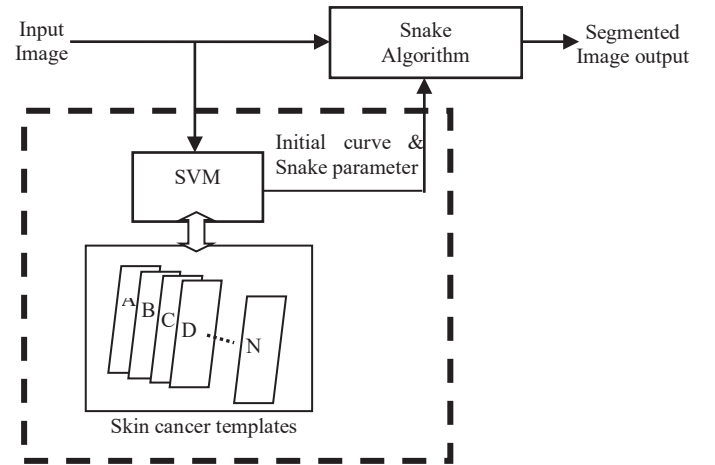 Input
Image
Snake
Algorithm
Segmented
Image output
Initial curve &
Snake parameter
SVM
A
B
C
D
N
Skin cancer templates